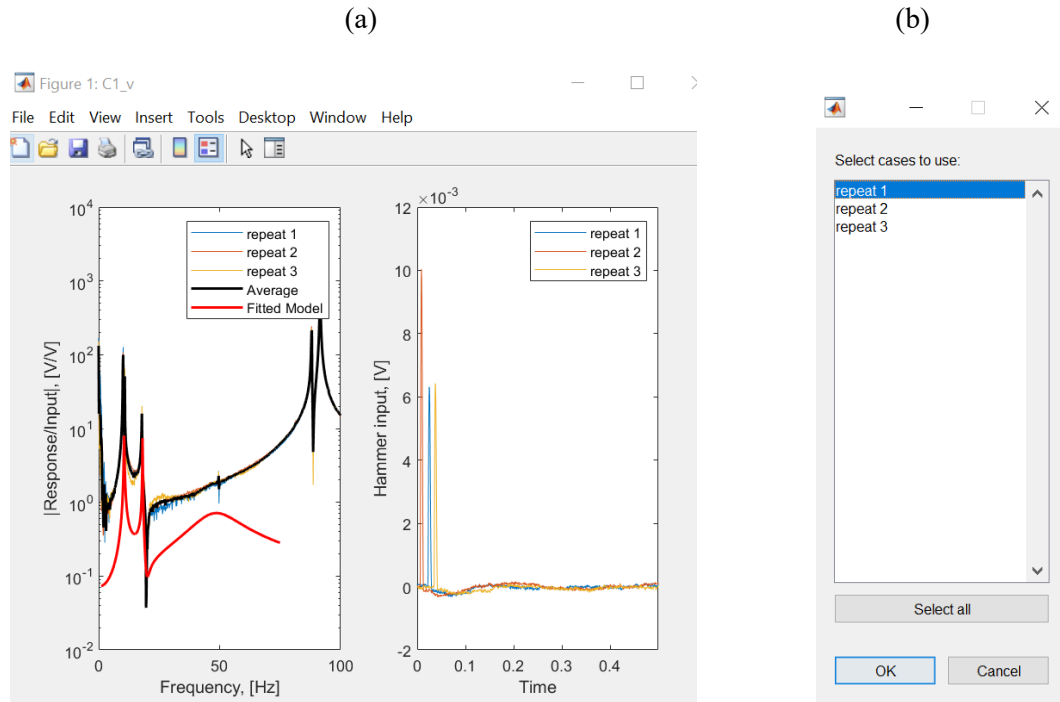 (a)
(b)
Figure 1: C1_v
File Edit View Insert Tools Desktop Window Help
|Response/Input|, [V/V]
10^4
10^3
10^2
10^1
10^0
10^-1
10^-2
repeat 1
repeat 2
repeat 3
Average
Fitted Model
0 50 100
Frequency, [Hz]
Hammer input, [V]
×10^-3
12
10
8
6
4
2
0
-2
repeat 1
repeat 2
repeat 3
0 0.1 0.2 0.3 0.4
Time
Select cases to use:
repeat 1
repeat 2
repeat 3
Select all
OK Cancel